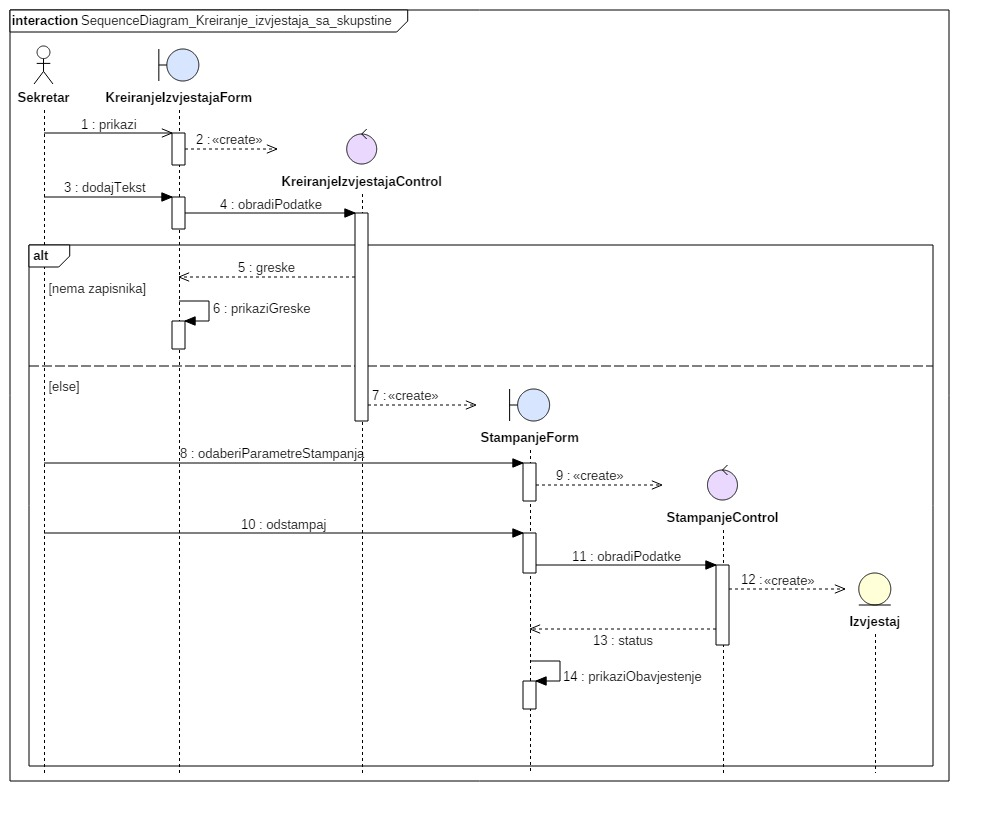 interaction SequenceDiagram_Kreiranje_izvjestaja_sa_skupstine
Sekretar
KreiranjeIzvjestajaForm
1 : prikazi
2 : «create»
KreiranjeIzvjestajaControl
3 : dodajTekst
4 : obradiPodatke
alt
5 : greske
[nema zapisnika]
6 : prikaziGreske
[else]
7 : «create»
StampanjeForm
8 : odaberiParametreStampanja
9 : «create»
StampanjeControl
10 : odstampaj
11 : obradiPodatke
12 : «create»
Izvjestaj
13 : status
14 : prikaziObavjestenje